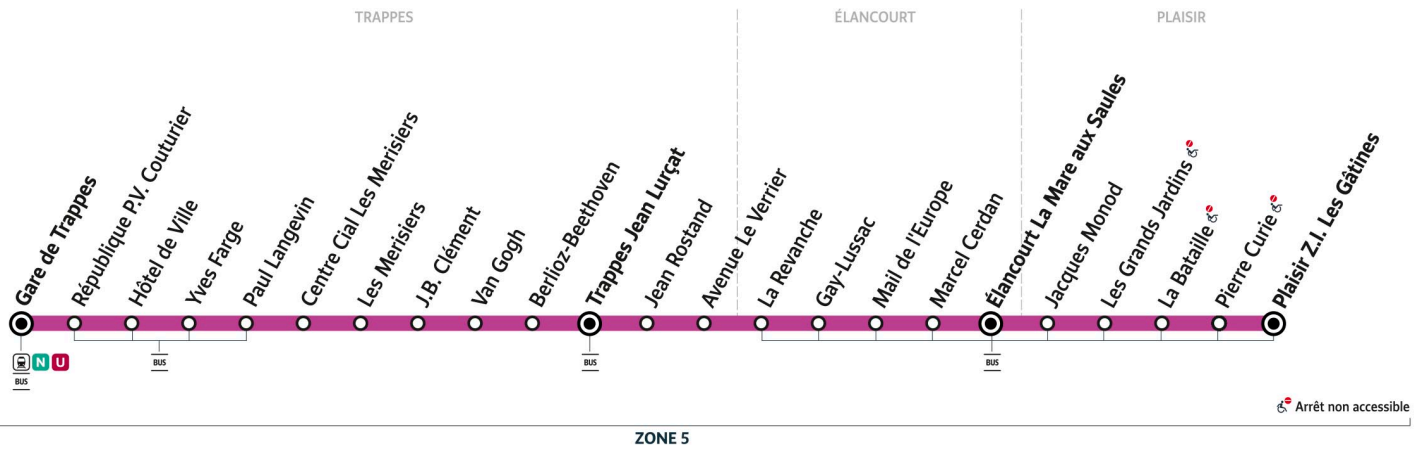 TRAPPES
ÉLANCOURT
PLAISIR
Gare de Trappes
République P.V. Couturier
Hôtel de Ville
Yves Farge
Paul Langevin
Centre Cial Les Merisiers
Les Merisiers
J.B. Clément
Van Gogh
Berlioz-Beethoven
Trappes Jean Lurçat
Jean Rostand
Avenue Le Verrier
La Revanche
Gay-Lussac
Mail de l'Europe
Marcel Cerdan
Élancourt La Mare aux Saules
Jacques Monod
Les Grands Jardins
La Bataille
Pierre Curie
Plaisir Z.I. Les Gâtines
N U
BUS
BUS
BUS
BUS
Arrêt non accessible
ZONE 5